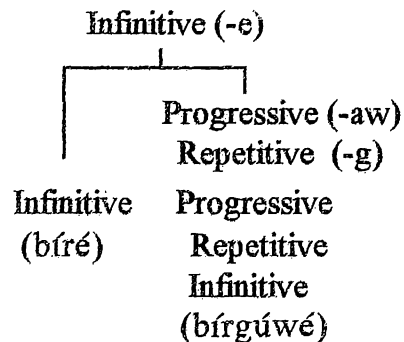 Infinitive (-e)
Progressive (-aw)
Repetitive (-g)
Infinitive Progressive
(bíré) Repetitive
Infinitive
(bírgúwé)